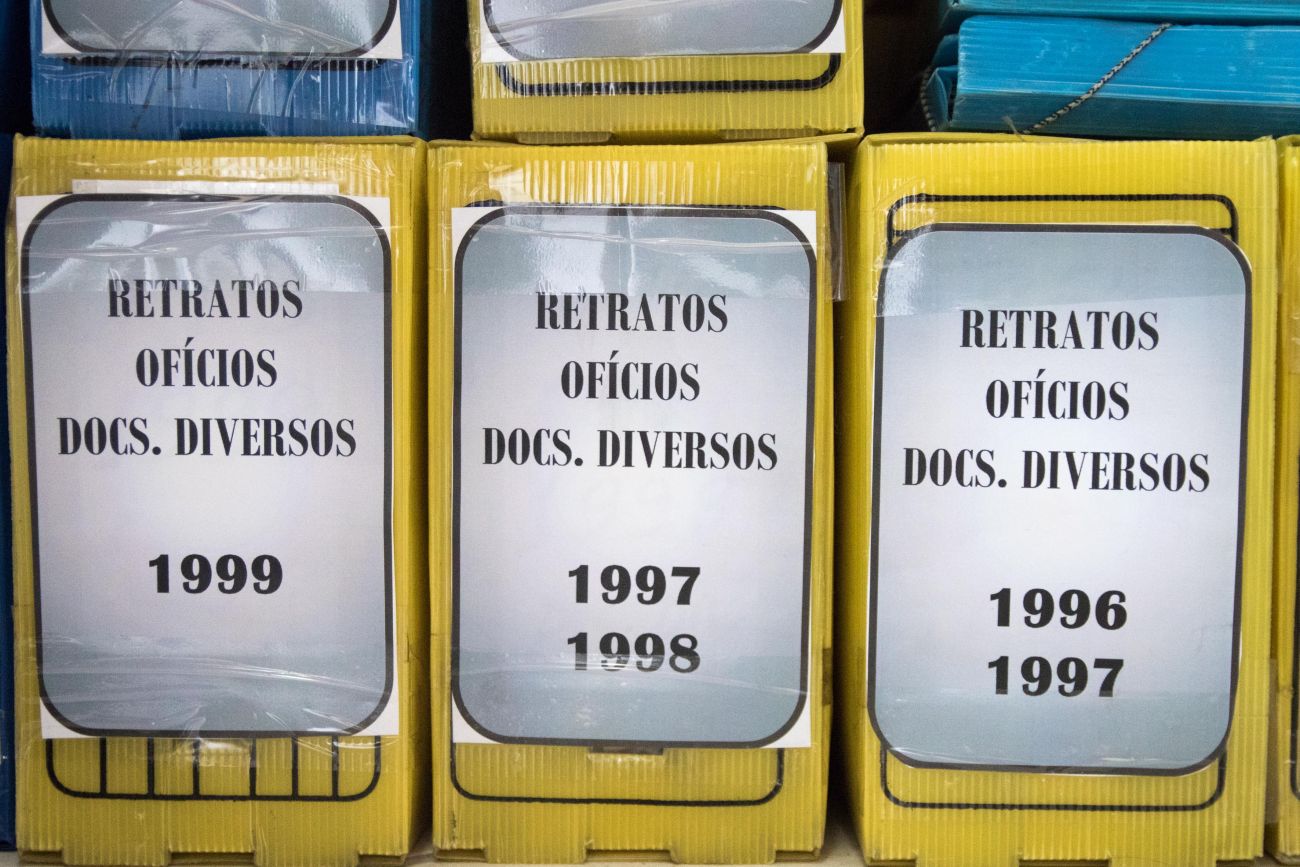 RETRATOS
OFÍCIOS
DOCS. DIVERSOS
1999
RETRATOS
OFÍCIOS
DOCS. DIVERSOS
1997
1998
RETRATOS
OFÍCIOS
DOCS. DIVERSOS
1996
1997